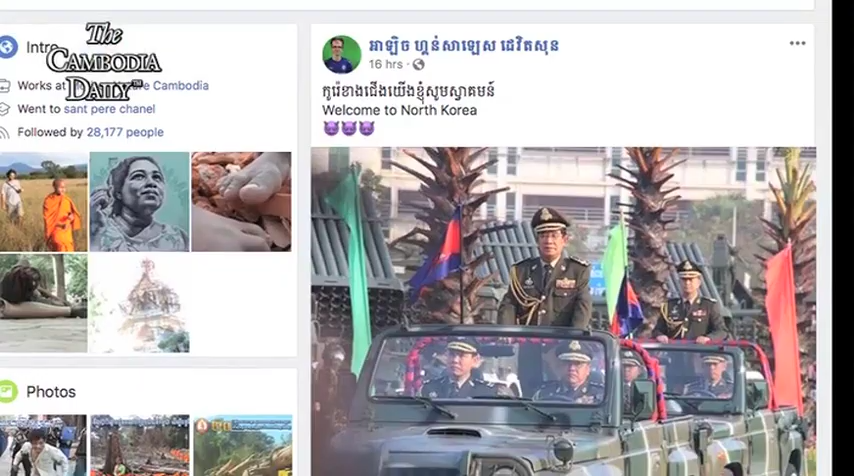 The
CAMBODIA
DAILY™
Intro
Works at
Cambodia
Went to sant pere chanel
Followed by 28,177 people
Photos
អាឡិច ហ្គន់សាឡេស ដេវិតសុន
16 hrs ·
កូរ៉េខាងជើងយើងខ្ញុំសូមស្វាគមន៍
Welcome to North Korea